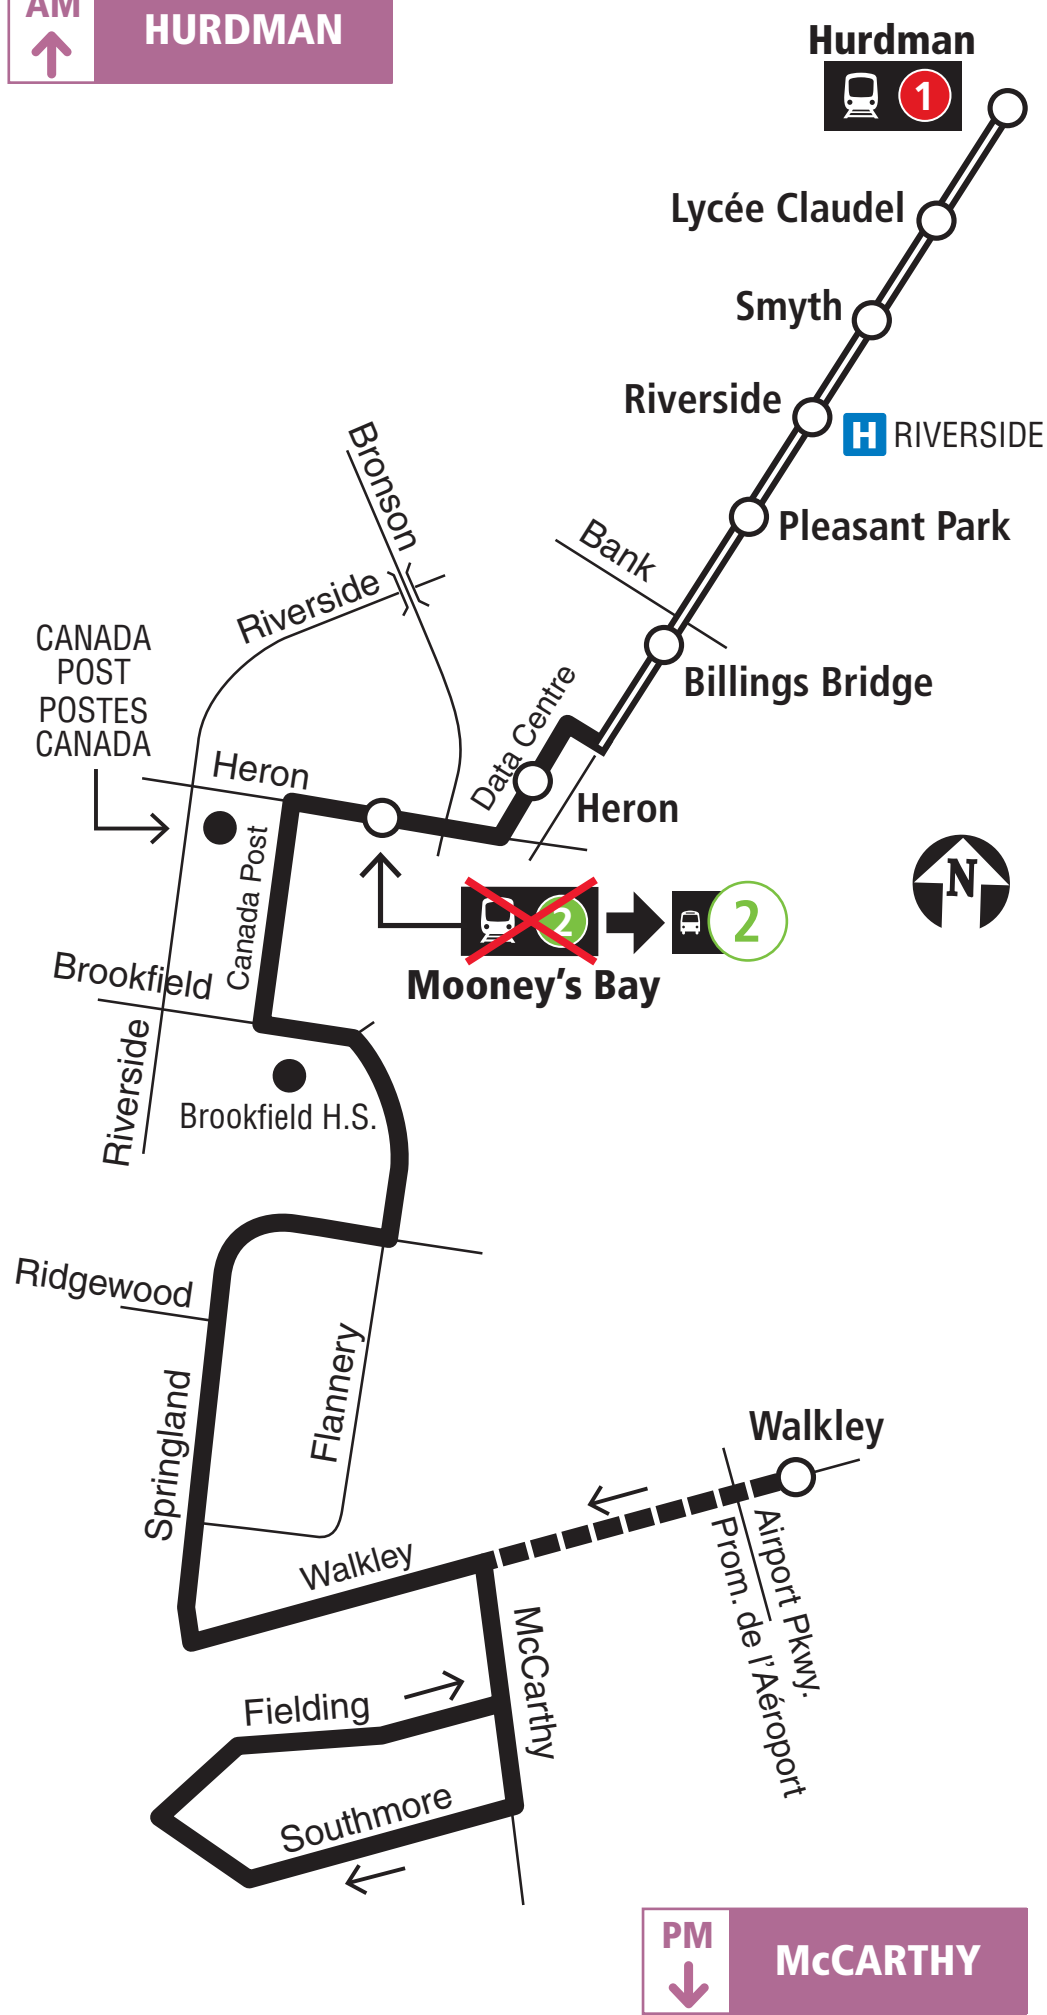 AM
HURDMAN
Hurdman
1
Lycée Claudel
Smyth
Riverside
H RIVERSIDE
Bronson
Pleasant Park
Bank
Riverside
CANADA
POST
POSTES
CANADA
Billings Bridge
Data Centre
Heron
Heron
Canada Post
N
2
2
Mooney's Bay
Brookfield
Riverside
Brookfield H.S.
Ridgewood
Flannery
Springland
Walkley
Walkley
Airport Pkwy.
Prom. de l'Aéroport
McCarthy
Fielding
Southmore
PM
McCARTHY